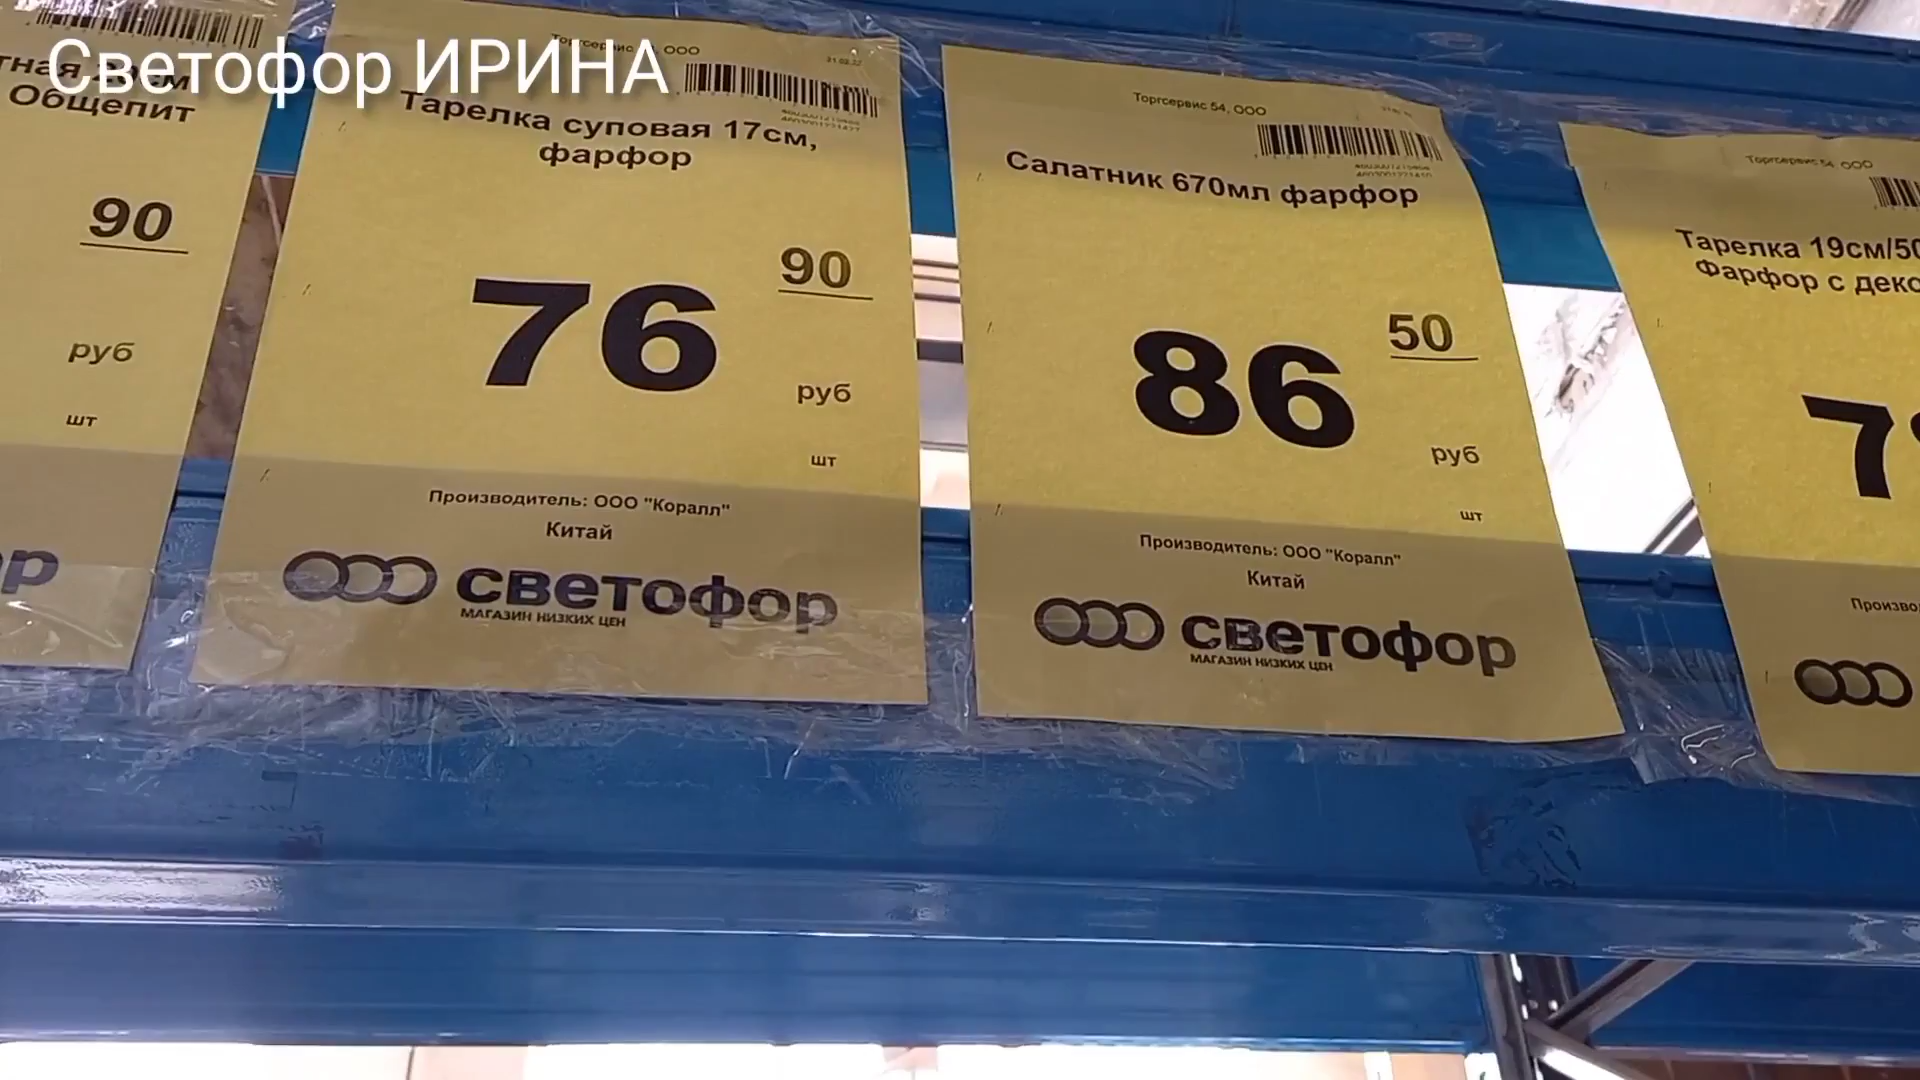 Светофор ИРИНА
Общепит
90
руб
шт
ООО
Тарелка суповая 17см,
фарфор
76
90
руб
шт
Производитель: ООО "Коралл"
Китай
светофор
МАГАЗИН НИЗКИХ ЦЕН
Торгсервис 54, ООО
Салатник 670мл фарфор
86
50
руб
шт
Производитель: ООО "Коралл"
Китай
светофор
МАГАЗИН НИЗКИХ ЦЕН
Торгсервис 54, ООО
Тарелка 19см/50
Фарфор с деко
7